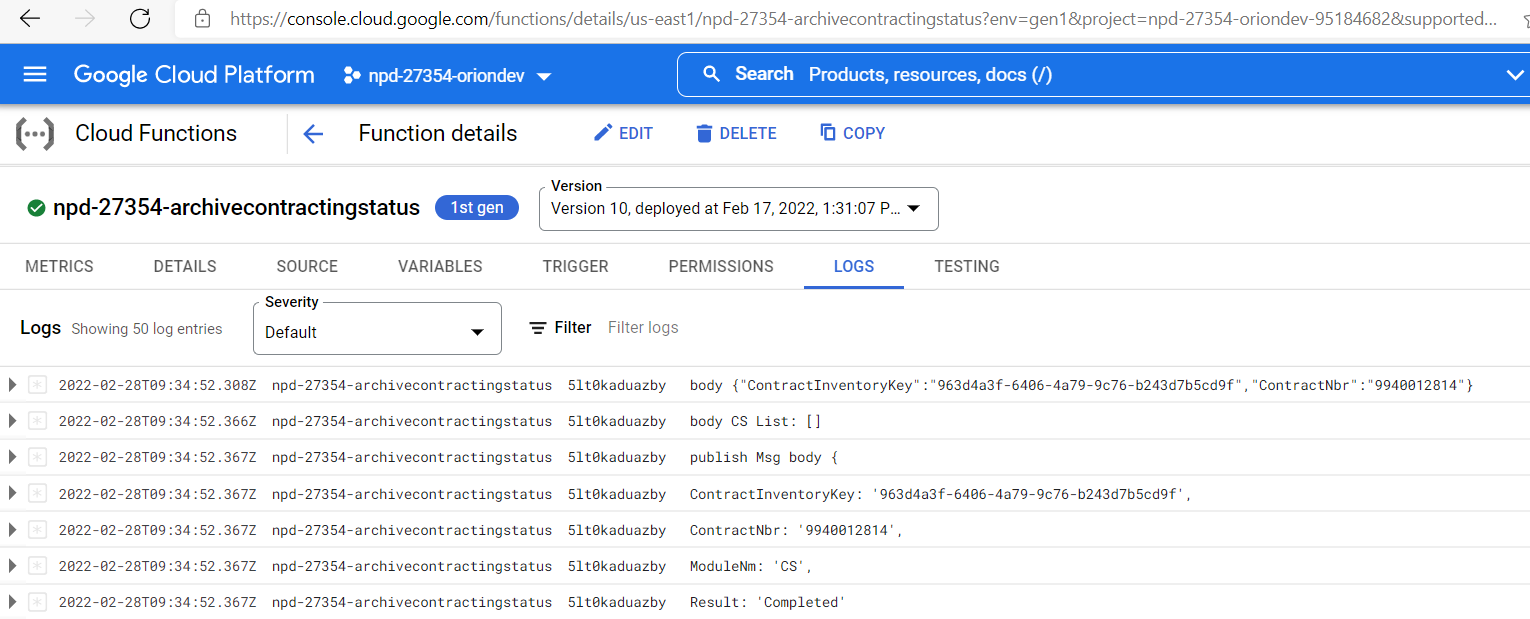 https://console.cloud.google.com/functions/details/us-east1/npd-27354-archivecontractingstatus?env=gen1&project=npd-27354-oriondev-95184682&supported...
Google Cloud Platform npd-27354-oriondev Search Products, resources, docs (/)
Cloud Functions Function details EDIT DELETE COPY
Version
npd-27354-archivecontractingstatus 1st gen Version 10, deployed at Feb 17, 2022, 1:31:07 P...
METRICS DETAILS SOURCE VARIABLES TRIGGER PERMISSIONS LOGS TESTING
Severity
Logs Showing 50 log entries Default Filter Filter logs
2022-02-28T09:34:52.308Z npd-27354-archivecontractingstatus 5lt0kaduazby body {"ContractInventoryKey":"963d4a3f-6406-4a79-9c76-b243d7b5cd9f","ContractNbr":"9940012814"}
2022-02-28T09:34:52.366Z npd-27354-archivecontractingstatus 5lt0kaduazby body CS List: []
2022-02-28T09:34:52.367Z npd-27354-archivecontractingstatus 5lt0kaduazby publish Msg body {
2022-02-28T09:34:52.367Z npd-27354-archivecontractingstatus 5lt0kaduazby ContractInventoryKey: '963d4a3f-6406-4a79-9c76-b243d7b5cd9f',
2022-02-28T09:34:52.367Z npd-27354-archivecontractingstatus 5lt0kaduazby ContractNbr: '9940012814',
2022-02-28T09:34:52.367Z npd-27354-archivecontractingstatus 5lt0kaduazby ModuleNm: 'CS',
2022-02-28T09:34:52.367Z npd-27354-archivecontractingstatus 5lt0kaduazby Result: 'Completed'